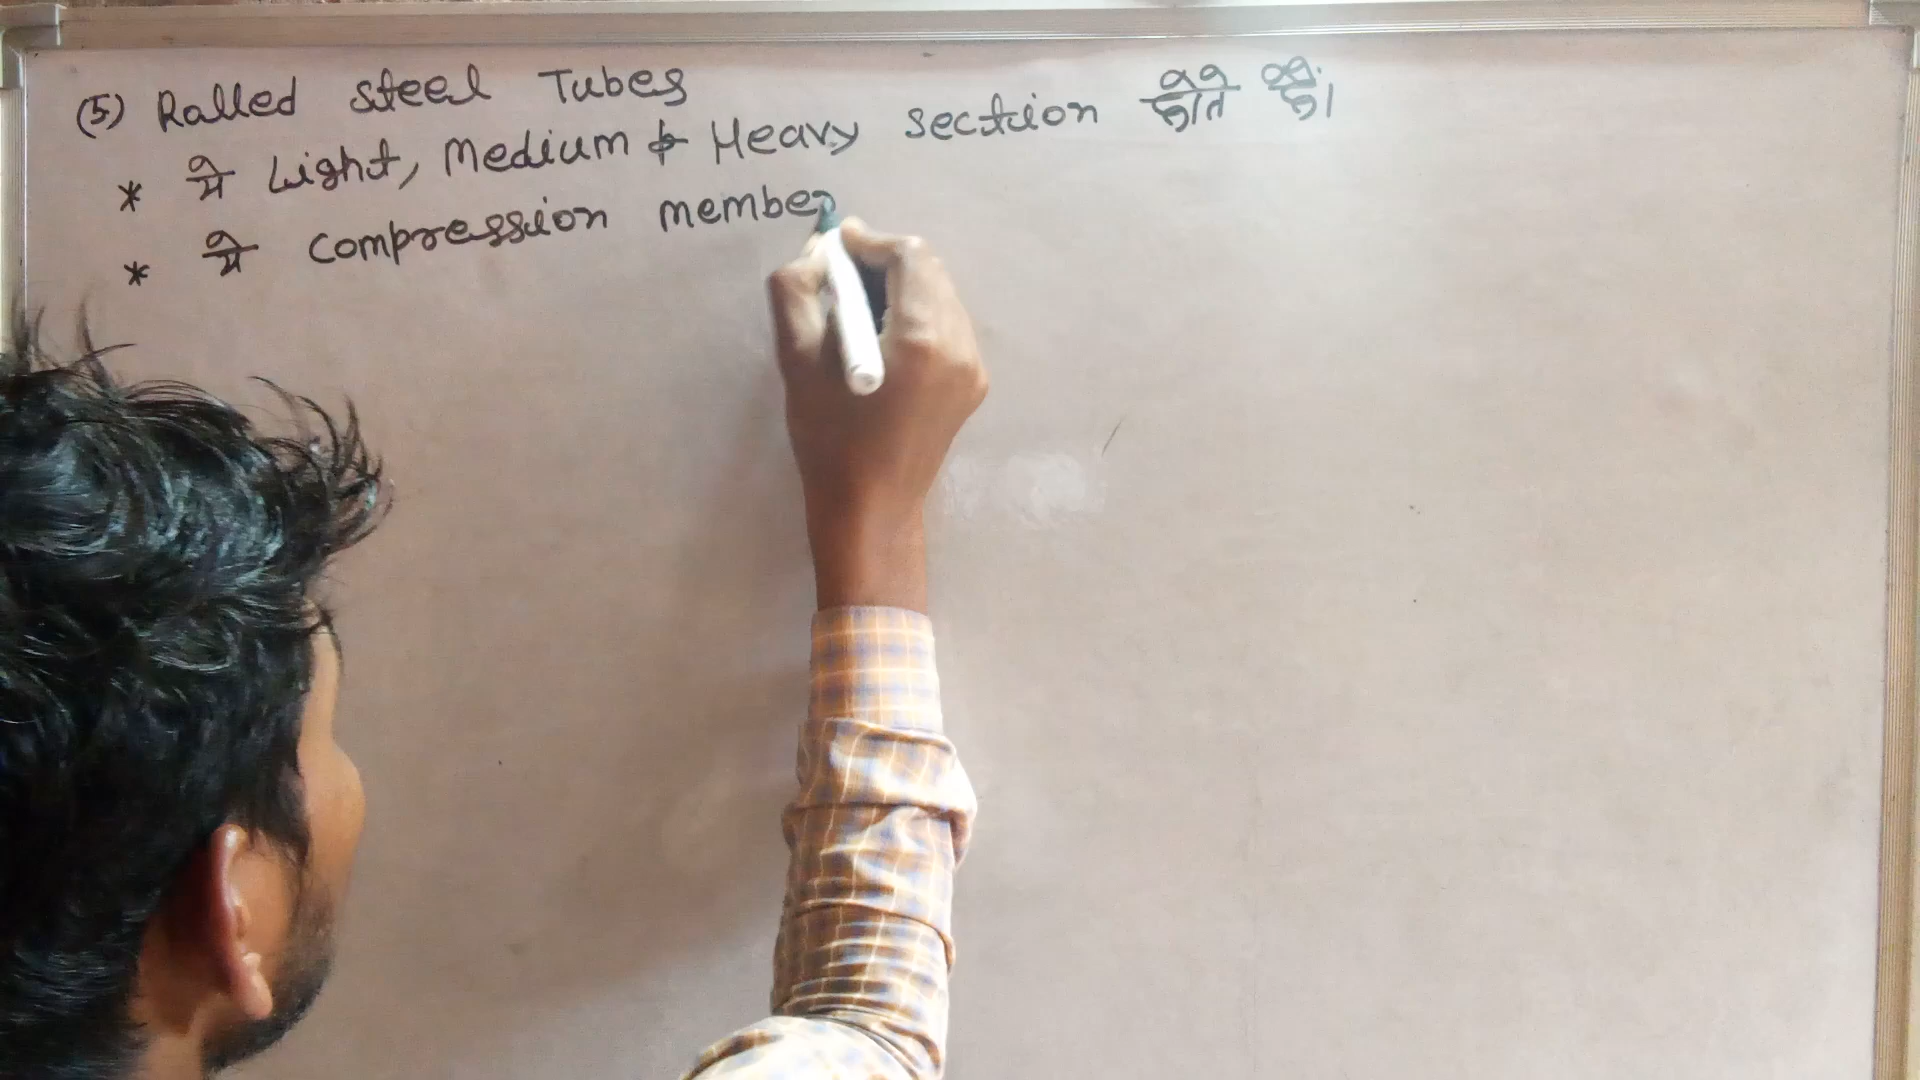 (5) Ralled steel Tubes
* ये Light, Medium & Heavy section होते हैं।
* ये compression member